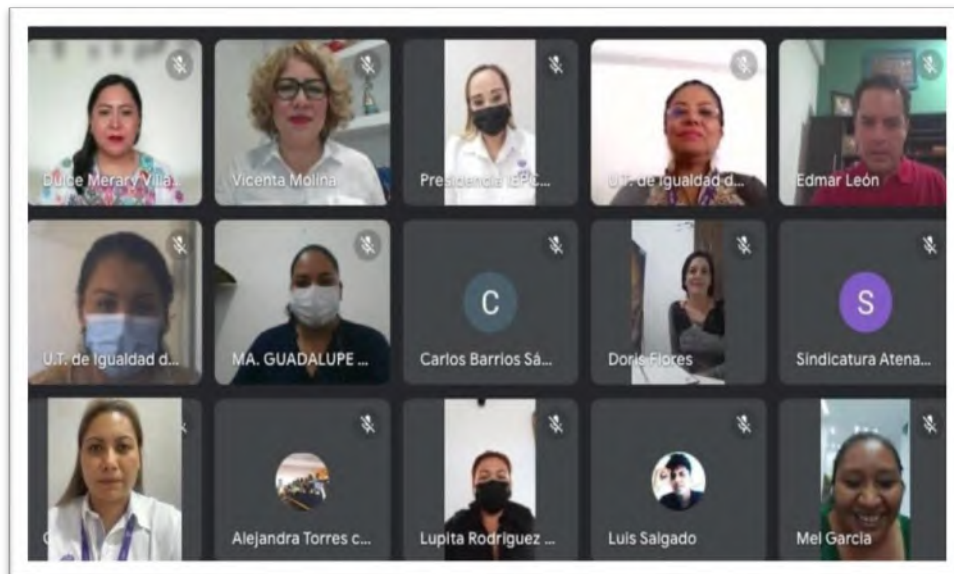 Dulce Merary Villa...
Vicenta Molina
Presidencia IEPC...
U.T. de Igualdad d...
Edmar León
U.T. de Igualdad d...
MA. GUADALUPE ...
C
Carlos Barrios Sá...
Doris Flores
S
Sindicatura Atena...
Alejandra Torres c...
Lupita Rodriguez ...
Luis Salgado
Mel Garcia